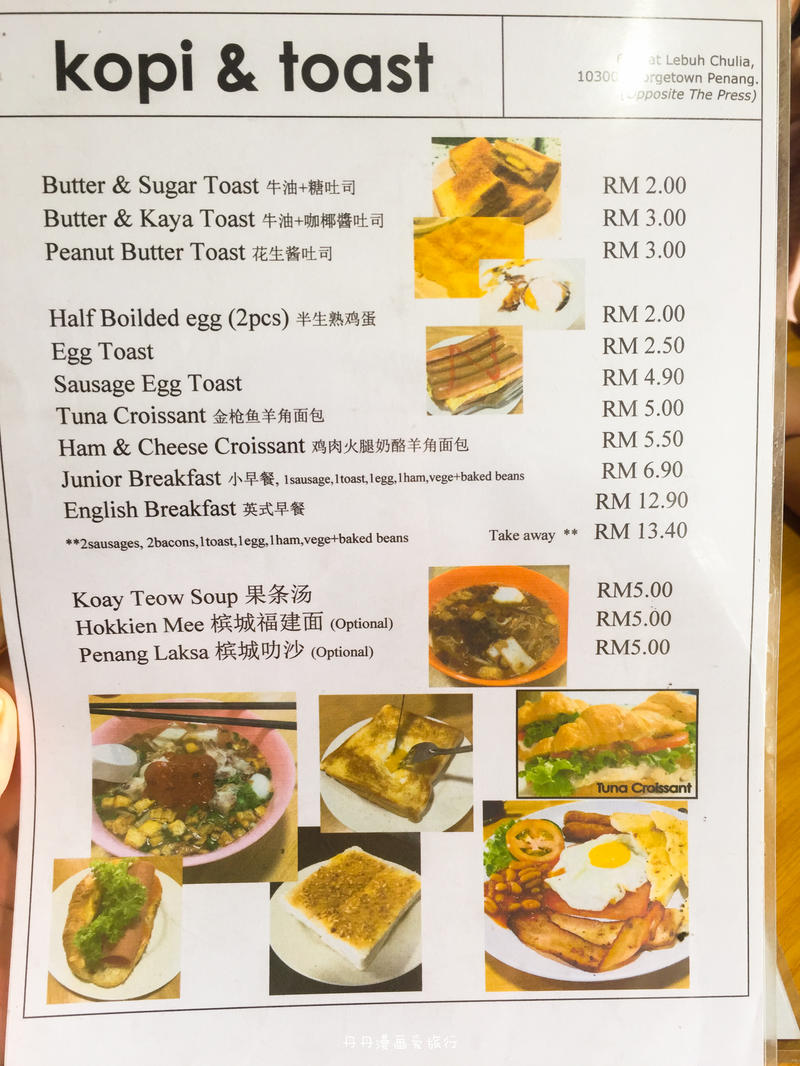 kopi & toast
at Lebuh Chulia,
10300 Georgetown Penang.
(Opposite The Press)
Butter & Sugar Toast 牛油+糖吐司 RM 2.00
Butter & Kaya Toast 牛油+咖椰醬吐司 RM 3.00
Peanut Butter Toast 花生酱吐司 RM 3.00
Half Boilded egg (2pcs) 半生熟鸡蛋 RM 2.00
Egg Toast RM 2.50
Sausage Egg Toast RM 4.90
Tuna Croissant 金枪鱼羊角面包 RM 5.00
Ham & Cheese Croissant 鸡肉火腿奶酪羊角面包 RM 5.50
Junior Breakfast 小早餐, 1sausage,1toast,1egg,1ham,vege+baked beans RM 6.90
English Breakfast 英式早餐 RM 12.90
**2sausages, 2bacons,1toast,1egg,1ham,vege+baked beans Take away ** RM 13.40
Koay Teow Soup 果条汤 RM5.00
Hokkien Mee 槟城福建面 (Optional) RM5.00
Penang Laksa 槟城叻沙 (Optional) RM5.00
Tuna Croissant
丹丹漫画爱旅行